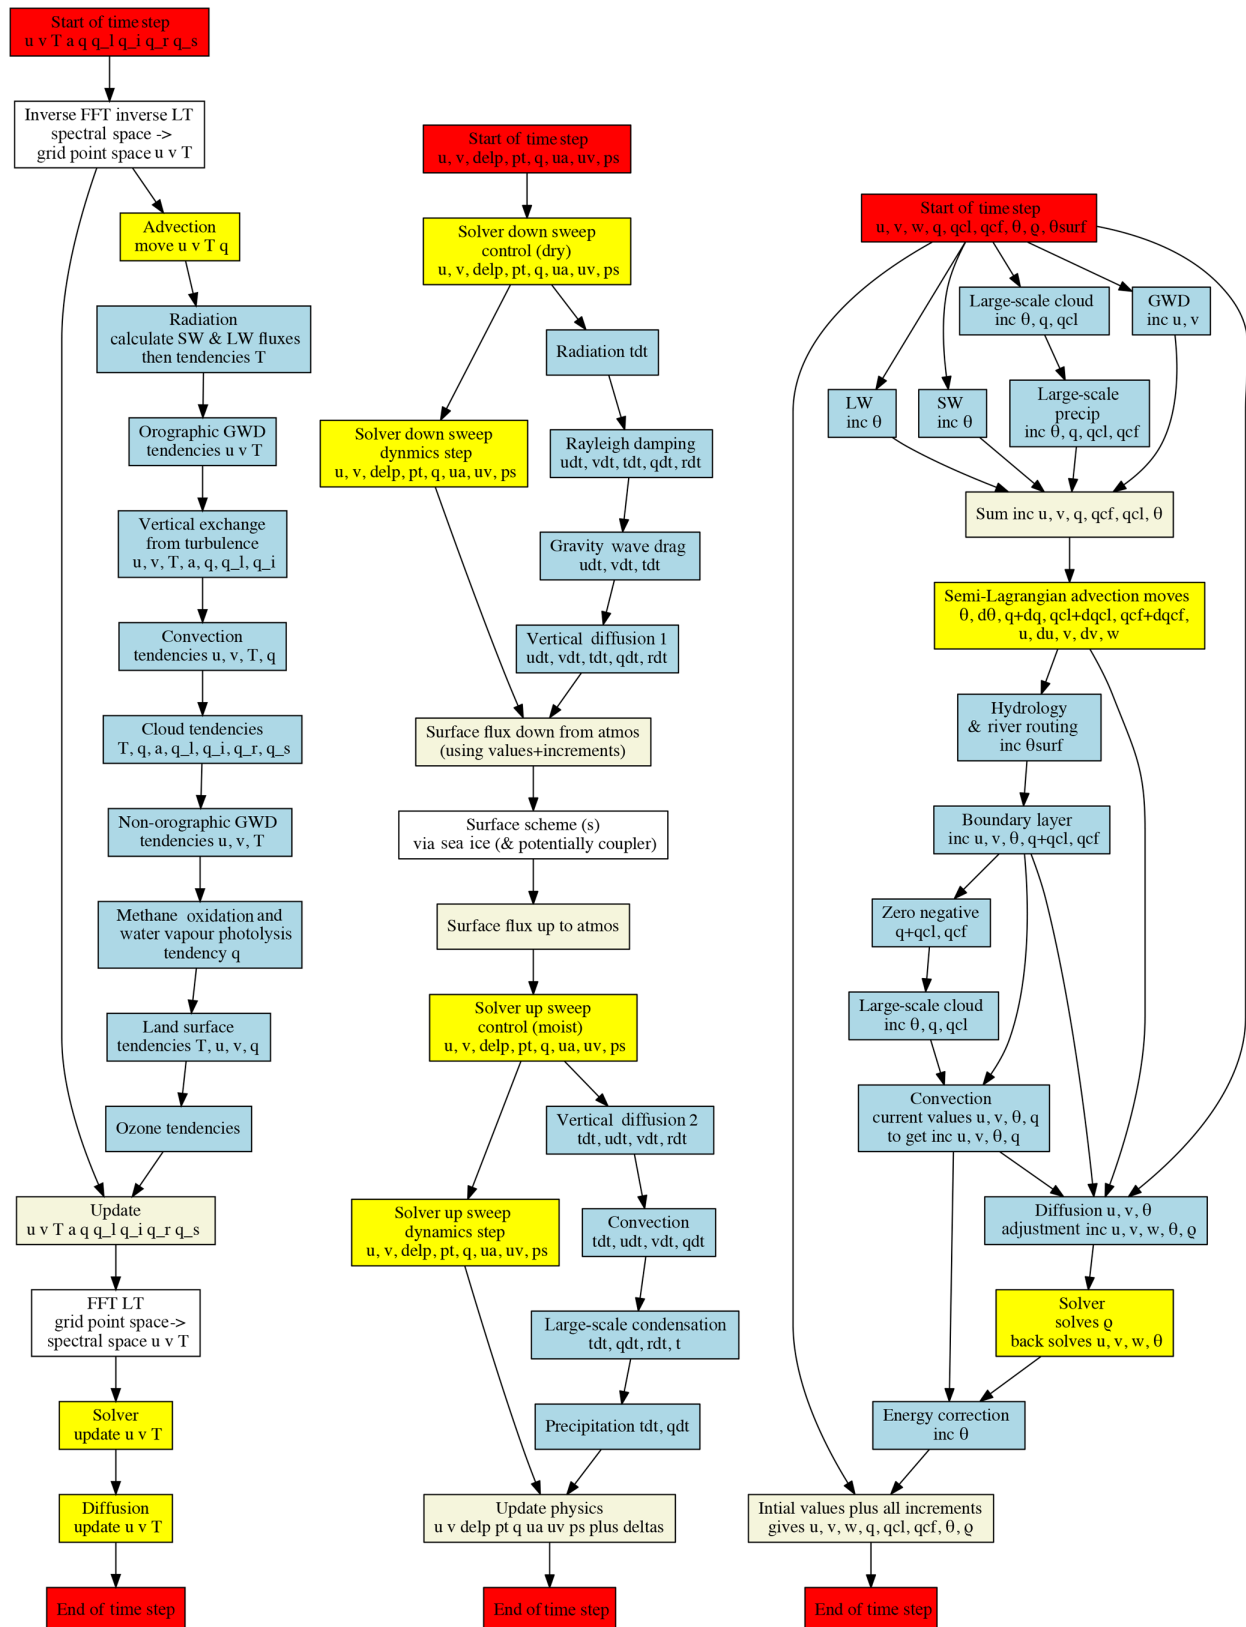 Start of time step
u v T a q q_l q_i q_r q_s
Inverse FFT inverse LT
spectral space ->
grid point space u v T
Advection
move u v T q
Radiation
calculate SW & LW fluxes
then tendencies T
Orographic GWD
tendencies u v T
Vertical exchange
from turbulence
u, v, T, a, q, q_l, q_i
Convection
tendencies u, v, T, q
Cloud tendencies
T, q, a, q_l, q_i, q_r, q_s
Non-orographic GWD
tendencies u, v, T
Methane oxidation and
water vapour photolysis
tendency q
Land surface
tendencies T, u, v, q
Ozone tendencies
Update
u v T a q q_l q_i q_r q_s
FFT LT
grid point space->
spectral space u v T
Solver
update u v T
Diffusion
update u v T
End of time step
Start of time step
u, v, delp, pt, q, ua, uv, ps
Solver down sweep
control (dry)
u, v, delp, pt, q, ua, uv, ps
Radiation tdt
Solver down sweep
dynmics step
u, v, delp, pt, q, ua, uv, ps
Rayleigh damping
udt, vdt, tdt, qdt, rdt
Gravity wave drag
udt, vdt, tdt
Vertical diffusion 1
udt, vdt, tdt, qdt, rdt
Surface flux down from atmos
(using values+increments)
Surface scheme (s)
via sea ice (& potentially coupler)
Surface flux up to atmos
Solver up sweep
control (moist)
u, v, delp, pt, q, ua, uv, ps
Vertical diffusion 2
tdt, udt, vdt, rdt
Solver up sweep
dynamics step
u, v, delp, pt, q, ua, uv, ps
Convection
tdt, udt, vdt, qdt
Large-scale condensation
tdt, qdt, rdt, t
Precipitation tdt, qdt
Update physics
u v delp pt q ua uv ps plus deltas
End of time step
Start of time step
u, v, w, q, qcl, qcf, θ, ϱ, θsurf
Large-scale cloud
inc θ, q, qcl
GWD
inc u, v
LW
inc θ
SW
inc θ
Large-scale
precip
inc θ, q, qcl, qcf
Sum inc u, v, q, qcf, qcl, θ
Semi-Lagrangian advection moves
θ, dθ, q+dq, qcl+dqcl, qcf+dqcf,
u, du, v, dv, w
Hydrology
& river routing
inc θsurf
Boundary layer
inc u, v, θ, q+qcl, qcf
Zero negative
q+qcl, qcf
Large-scale cloud
inc θ, q, qcl
Convection
current values u, v, θ, q
to get inc u, v, θ, q
Diffusion u, v, θ
adjustment inc u, v, w, θ, ϱ
Solver
solves ϱ
back solves u, v, w, θ
Energy correction
inc θ
Intial values plus all increments
gives u, v, w, q, qcl, qcf, θ, ϱ
End of time step